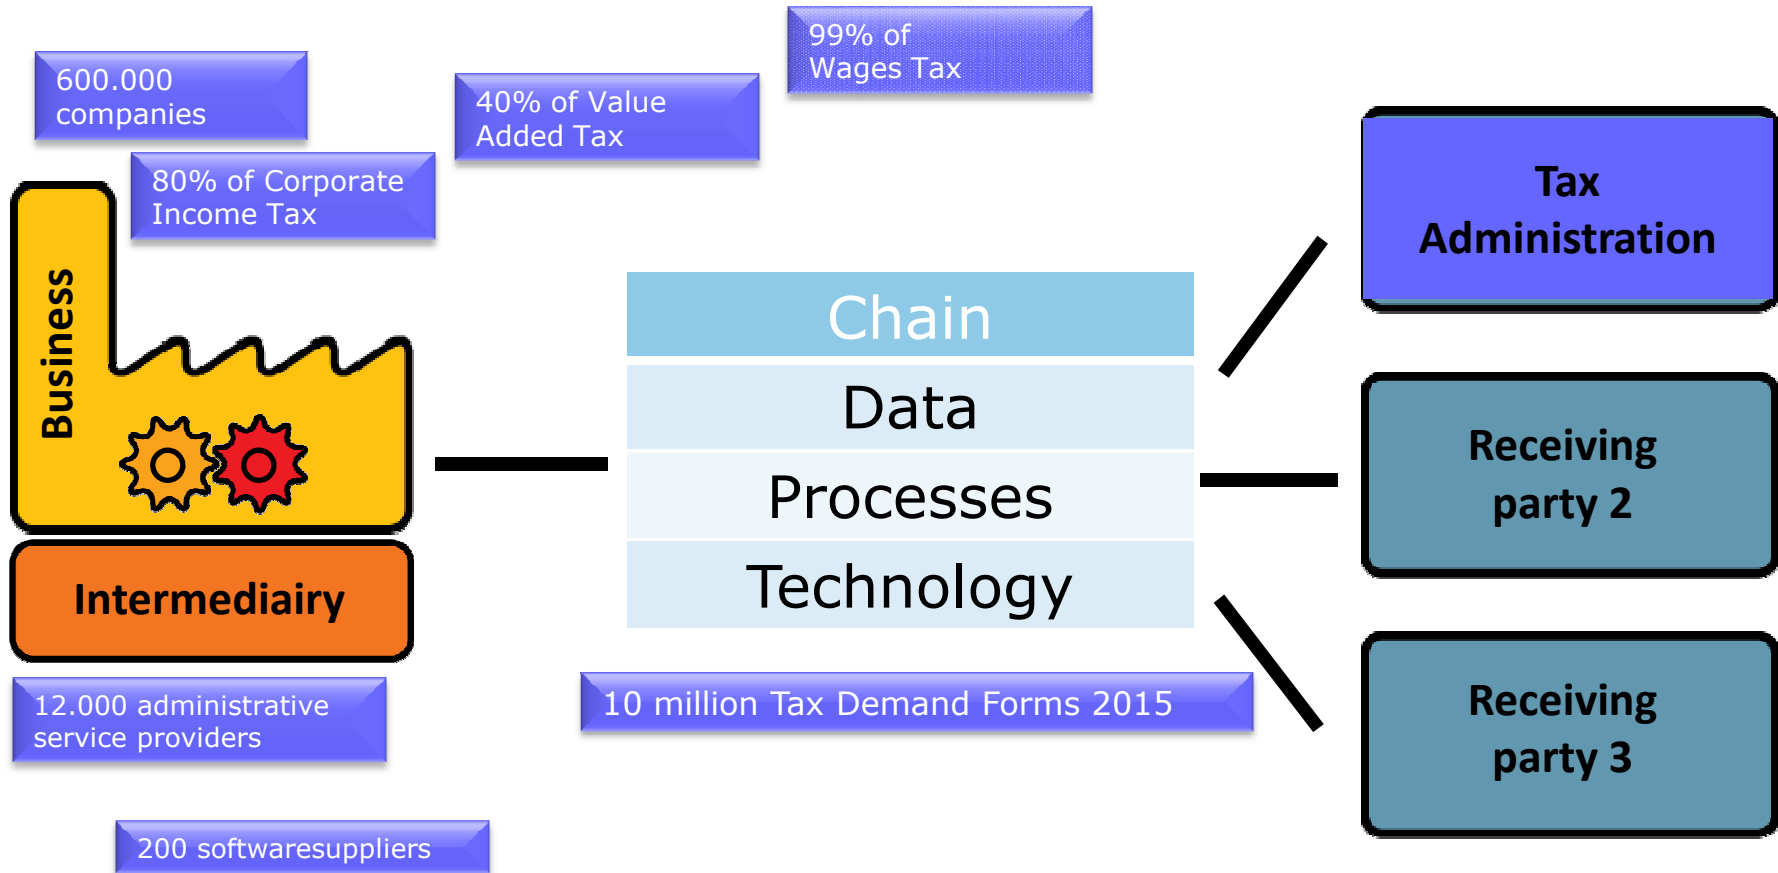 99% of
Wages Tax
600.000
companies
40% of Value
Added Tax
80% of Corporate
Income Tax
Business
Intermediairy
12.000 administrative
service providers
200 softwaresuppliers
Chain
Data
Processes
Technology
10 million Tax Demand Forms 2015
Tax
Administration
Receiving
party 2
Receiving
party 3